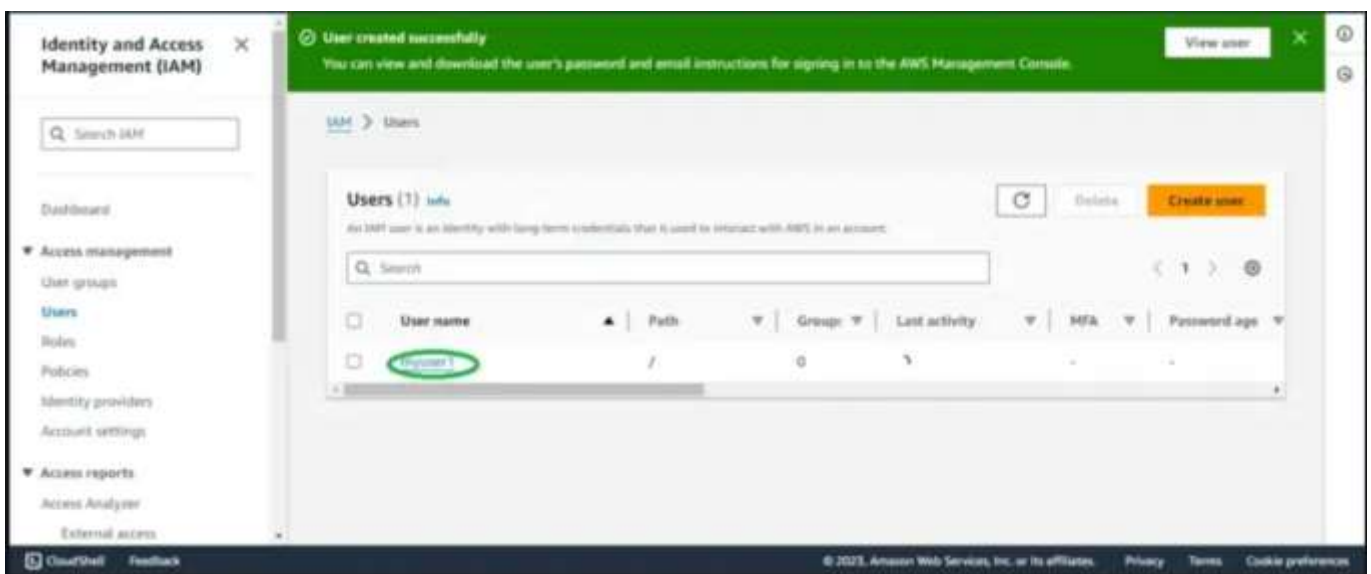 Identity and Access
Management (IAM)
Search IAM
Dashboard
Access management
User groups
Users
Roles
Policies
Identity providers
Account settings
Access reports
Access Analyzer
External access
User created successfully
You can view and download the user's password and email instructions for signing in to the AWS Management Console.
View user
IAM > Users
Users (1) Info
An IAM user is an identity with long-term credentials that is used to interact with AWS in an account.
Delete
Create user
Search
1
User name Path Groups Last activity MFA Password age
myuser1 / 0 - -
CloudShell Feedback © 2023, Amazon Web Services, Inc. or its affiliates. Privacy Terms Cookie preferences